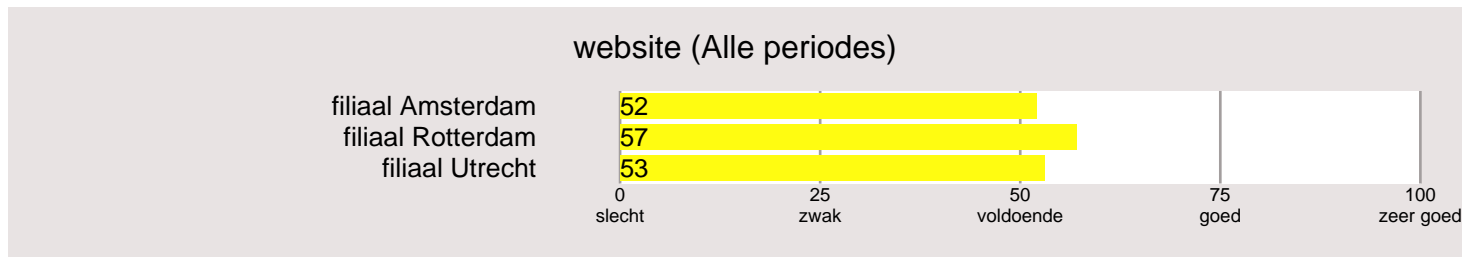 website (Alle periodes)
filiaal Amsterdam 52
filiaal Rotterdam 57
filiaal Utrecht 53
0 25 50 75 100
slecht zwak voldoende goed zeer goed